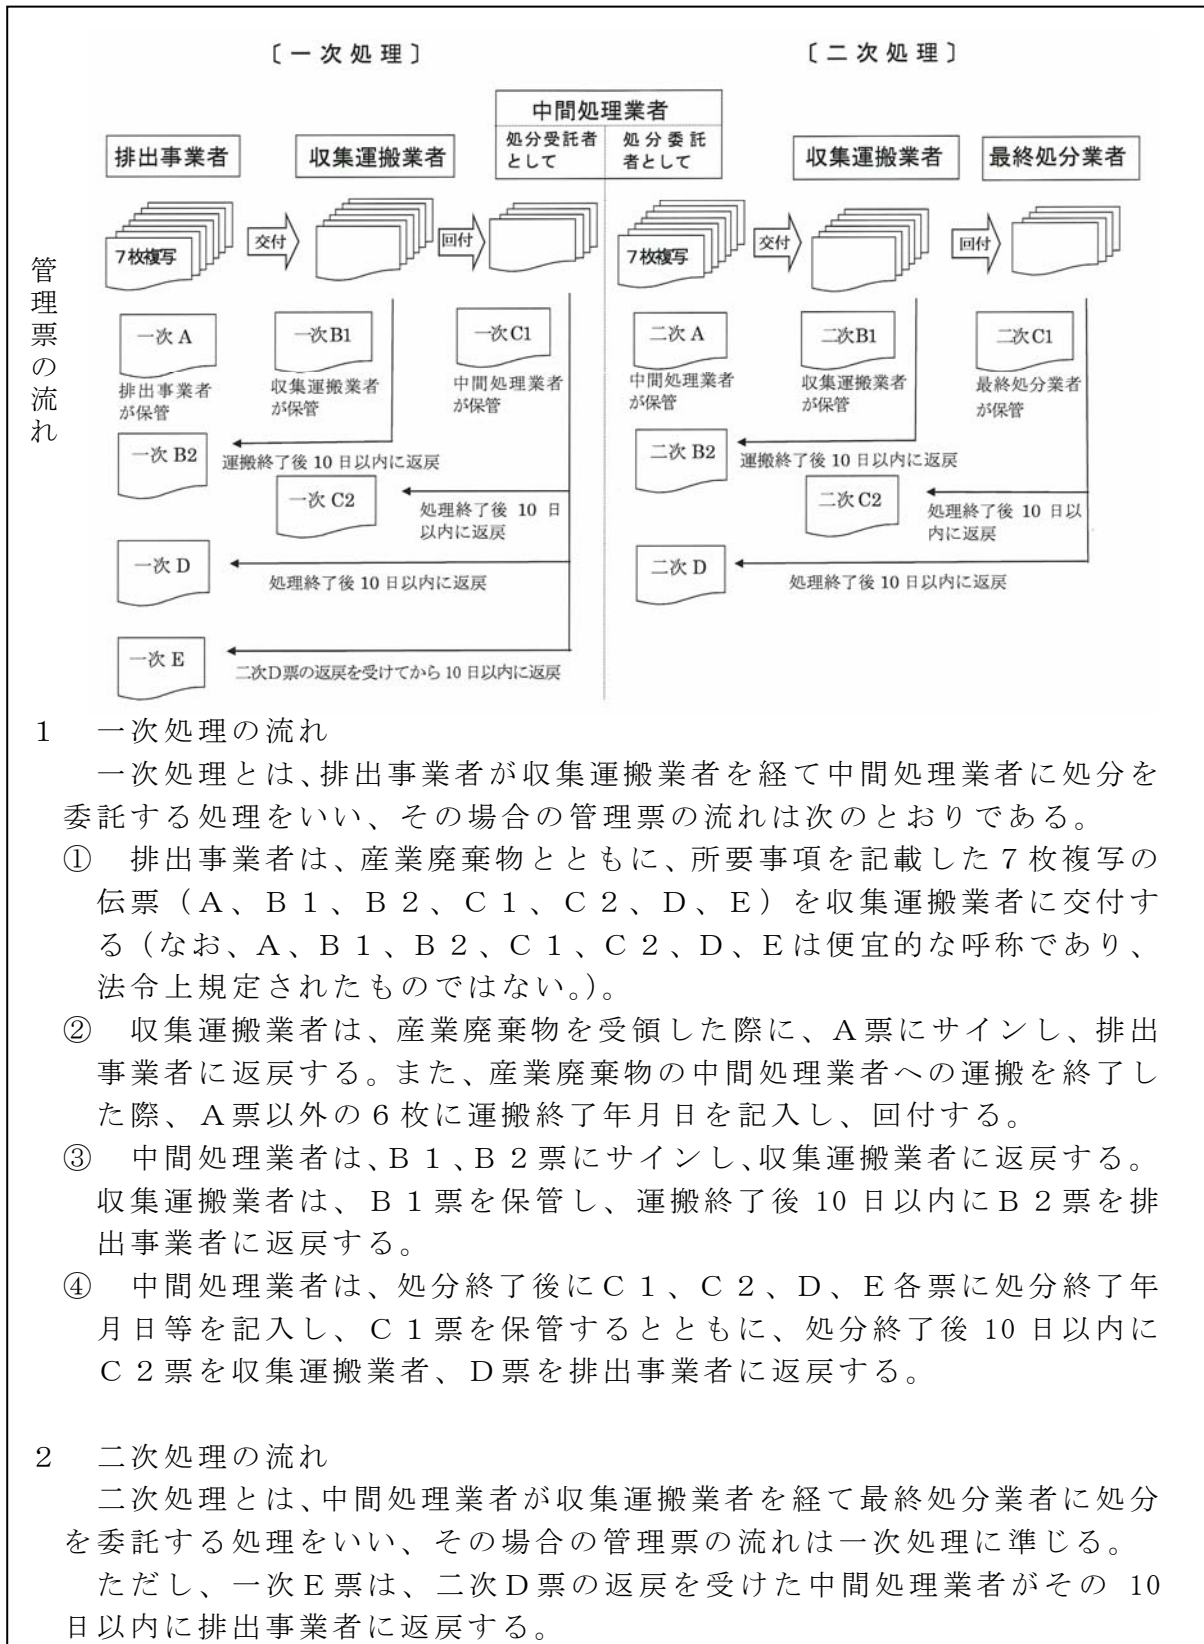 〔一次処理〕
〔二次処理〕
中間処理業者
処分受託者
として
処分委託
者として
排出事業者
収集運搬業者
収集運搬業者
最終処分業者
7枚複写
交付
回付
7枚複写
交付
回付
管理票の流れ
一次 A
一次B1
一次C1
二次 A
二次B1
二次C1
排出事業者
が保管
収集運搬業者
が保管
中間処理業者
が保管
中間処理業者
が保管
収集運搬業者
が保管
最終処分業者
が保管
一次 B2
運搬終了後 10 日以内に返戻
二次 B2
運搬終了後 10 日以内に返戻
一次 C2
処理終了後 10 日
以内に返戻
二次 C2
処理終了後 10 日以
内に返戻
一次 D
処理終了後 10 日以内に返戻
二次 D
処理終了後 10 日以内に返戻
一次 E
二次D票の返戻を受けてから 10 日以内に返戻
1 一次処理の流れ
一次処理とは、排出事業者が収集運搬業者を経て中間処理業者に処分を
委託する処理をいい、その場合の管理票の流れは次のとおりである。
① 排出事業者は、産業廃棄物とともに、所要事項を記載した7枚複写の
伝票（A、B1、B2、C1、C2、D、E）を収集運搬業者に交付す
る（なお、A、B1、B2、C1、C2、D、Eは便宜的な呼称であり、
法令上規定されたものではない。）。
② 収集運搬業者は、産業廃棄物を受領した際に、A票にサインし、排出
事業者に返戻する。また、産業廃棄物の中間処理業者への運搬を終了し
た際、A票以外の6枚に運搬終了年月日を記入し、回付する。
③ 中間処理業者は、B1、B2票にサインし、収集運搬業者に返戻する。
収集運搬業者は、B1票を保管し、運搬終了後 10 日以内にB2票を排
出事業者に返戻する。
④ 中間処理業者は、処分終了後にC1、C2、D、E各票に処分終了年
月日等を記入し、C1票を保管するとともに、処分終了後 10 日以内に
C2票を収集運搬業者、D票を排出事業者に返戻する。
2 二次処理の流れ
二次処理とは、中間処理業者が収集運搬業者を経て最終処分業者に処分
を委託する処理をいい、その場合の管理票の流れは一次処理に準じる。
ただし、一次E票は、二次D票の返戻を受けた中間処理業者がその 10
日以内に排出事業者に返戻する。